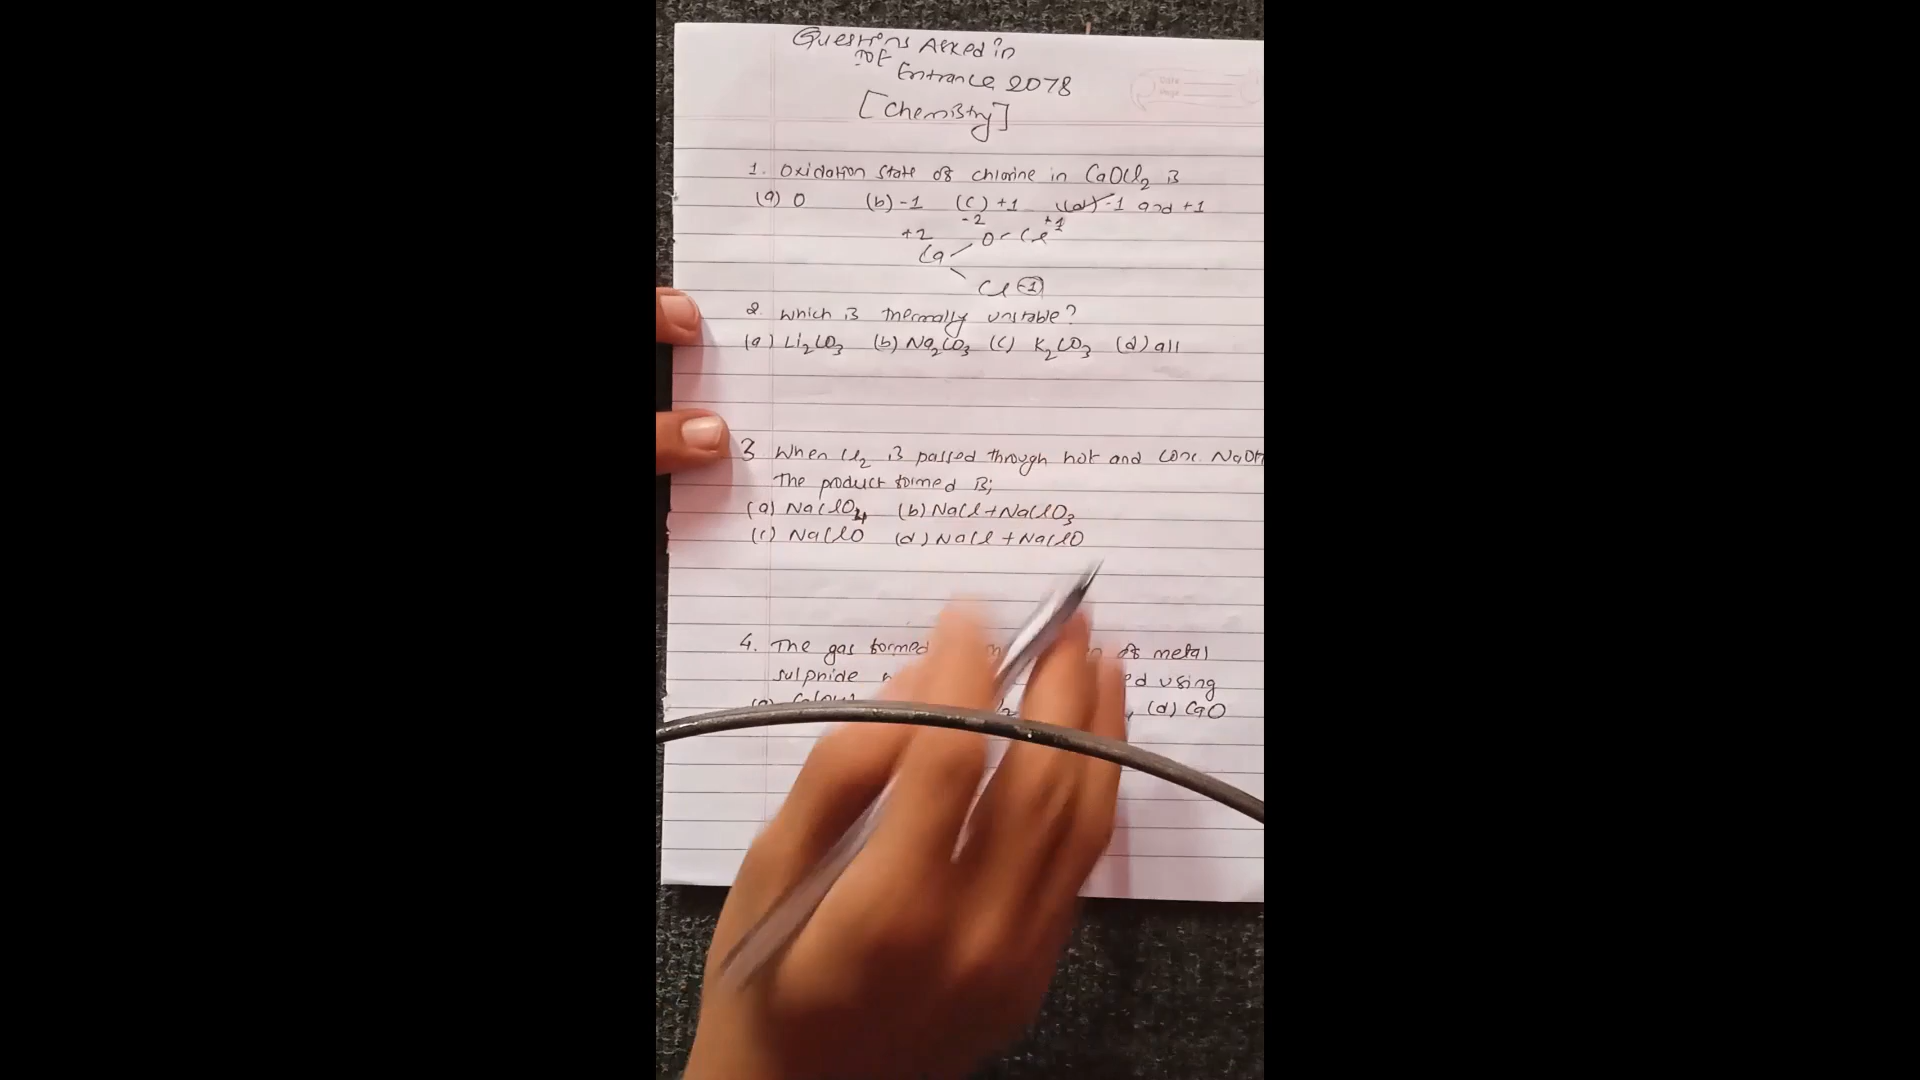 Questions Asked in
IOE
Entrance 2078
[Chemistry]
Date
Page
1. Oxidation state of chlorine in CaOCl₂ is
(a) 0 (b) -1 (c) +1 (d) -1 and +1
-2 +1
+2 O-Cl
Ca
Cl -1
2. Which is thermally unstable?
(a) Li₂CO₃ (b) Na₂CO₃ (c) K₂CO₃ (d) all
3 When Cl₂ is passed through hot and conc. NaOH
The product formed is;
(a) NaClO₄ (b) NaCl+NaClO₃
(c) NaClO (d) NaCl + NaClO
4. The gas formed of metal
sulphide using
(a) (d) CaO